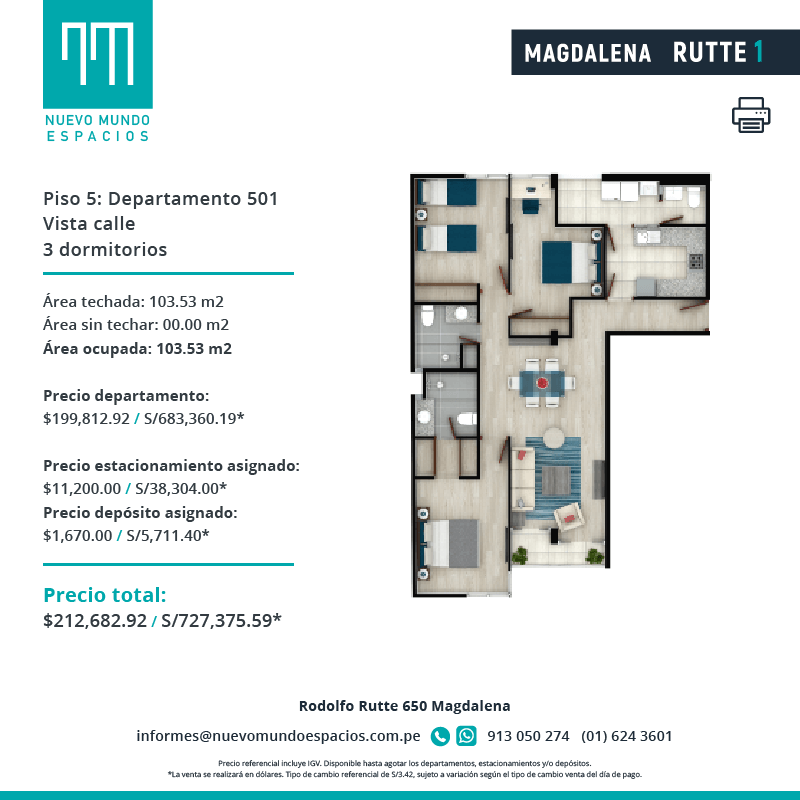 NUEVO MUNDO
ESPACIOS
MAGDALENA RUTTE 1
Piso 5: Departamento 501
Vista calle
3 dormitorios
Área techada: 103.53 m2
Área sin techar: 00.00 m2
Área ocupada: 103.53 m2
Precio departamento:
$199,812.92 / S/683,360.19*
Precio estacionamiento asignado:
$11,200.00 / S/38,304.00*
Precio depósito asignado:
$1,670.00 / S/5,711.40*
Precio total:
$212,682.92 / S/727,375.59*
Rodolfo Rutte 650 Magdalena
informes@nuevomundoespacios.com.pe 913 050 274 (01) 624 3601
Precio referencial incluye IGV. Disponible hasta agotar los departamentos, estacionamientos y/o depósitos.
*La venta se realizará en dólares. Tipo de cambio referencial de S/3.42, sujeto a variación según el tipo de cambio venta del día de pago.